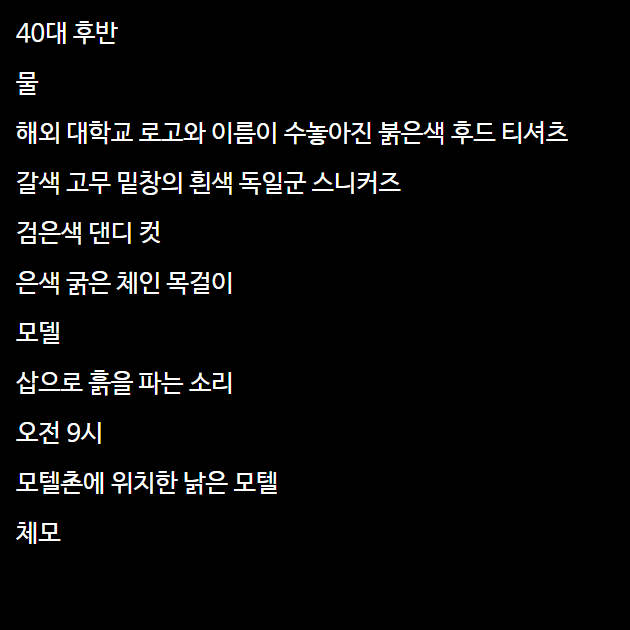 40대 후반
물
해외 대학교 로고와 이름이 수놓아진 붉은색 후드 티셔츠
갈색 고무 밑창의 흰색 독일군 스니커즈
검은색 댄디 컷
은색 굵은 체인 목걸이
모델
삽으로 흙을 파는 소리
오전 9시
모텔촌에 위치한 낡은 모텔
체모